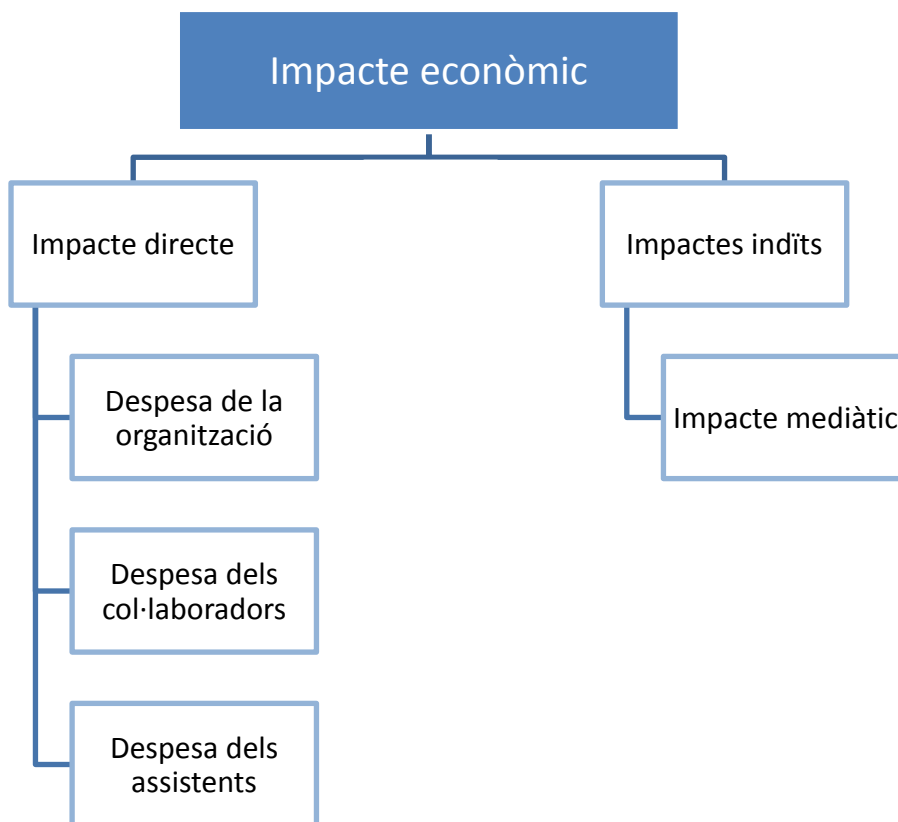 Impacte econòmic
Impacte directe
Impactes indïts
Despesa de la
organització
Impacte mediàtic
Despesa dels
col·laboradors
Despesa dels
assistents